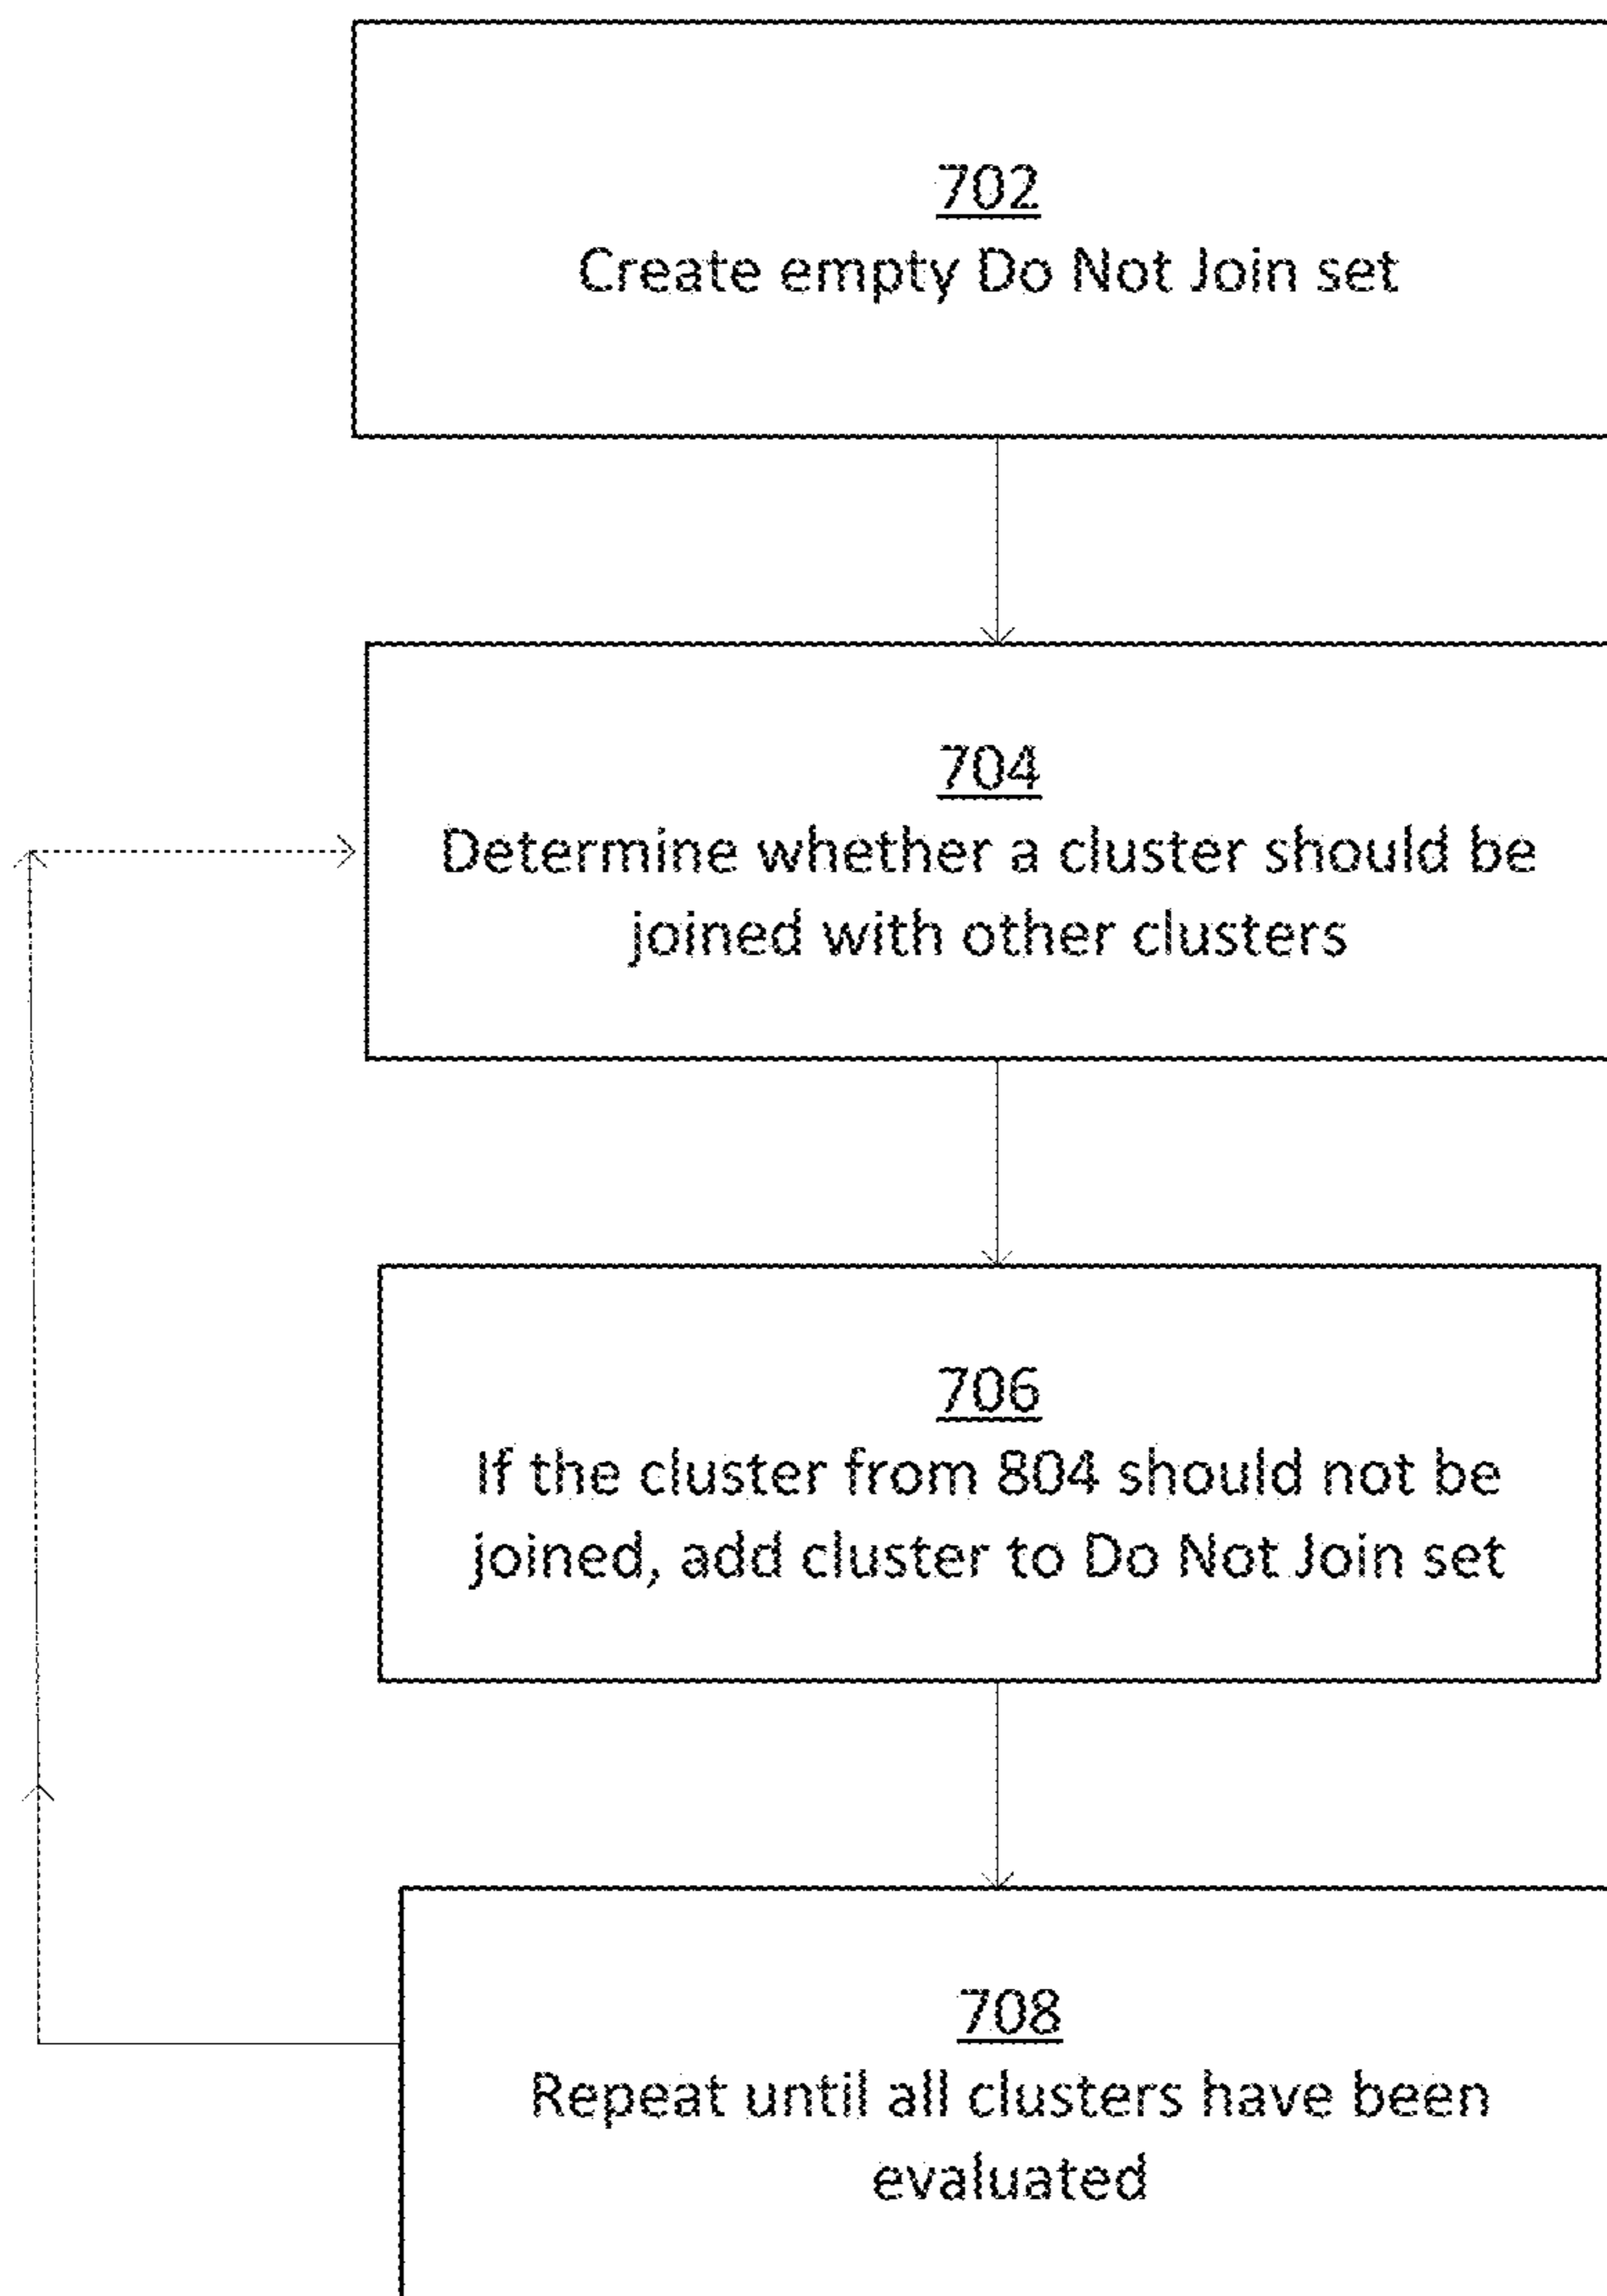 702
Create empty Do Not Join set
704
Determine whether a cluster should be
joined with other clusters
706
If the cluster from 804 should not be
joined, add cluster to Do Not Join set
708
Repeat until all clusters have been
evaluated